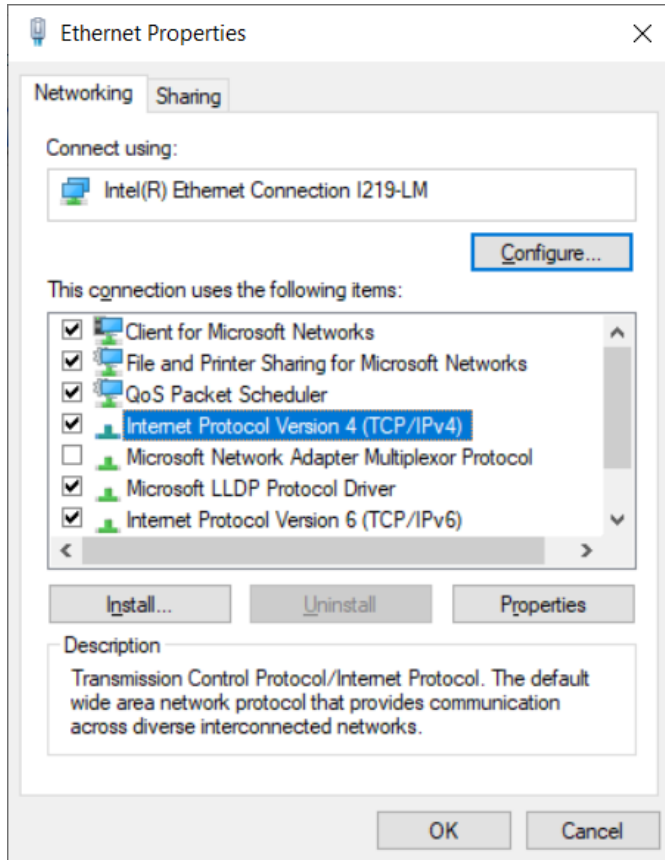 Ethernet Properties
Networking
Sharing
Connect using:
Intel(R) Ethernet Connection I219-LM
Configure...
This connection uses the following items:
Client for Microsoft Networks
File and Printer Sharing for Microsoft Networks
QoS Packet Scheduler
Internet Protocol Version 4 (TCP/IPv4)
Microsoft Network Adapter Multiplexor Protocol
Microsoft LLDP Protocol Driver
Internet Protocol Version 6 (TCP/IPv6)
Install...
Uninstall
Properties
Description
Transmission Control Protocol/Internet Protocol. The default
wide area network protocol that provides communication
across diverse interconnected networks.
OK
Cancel